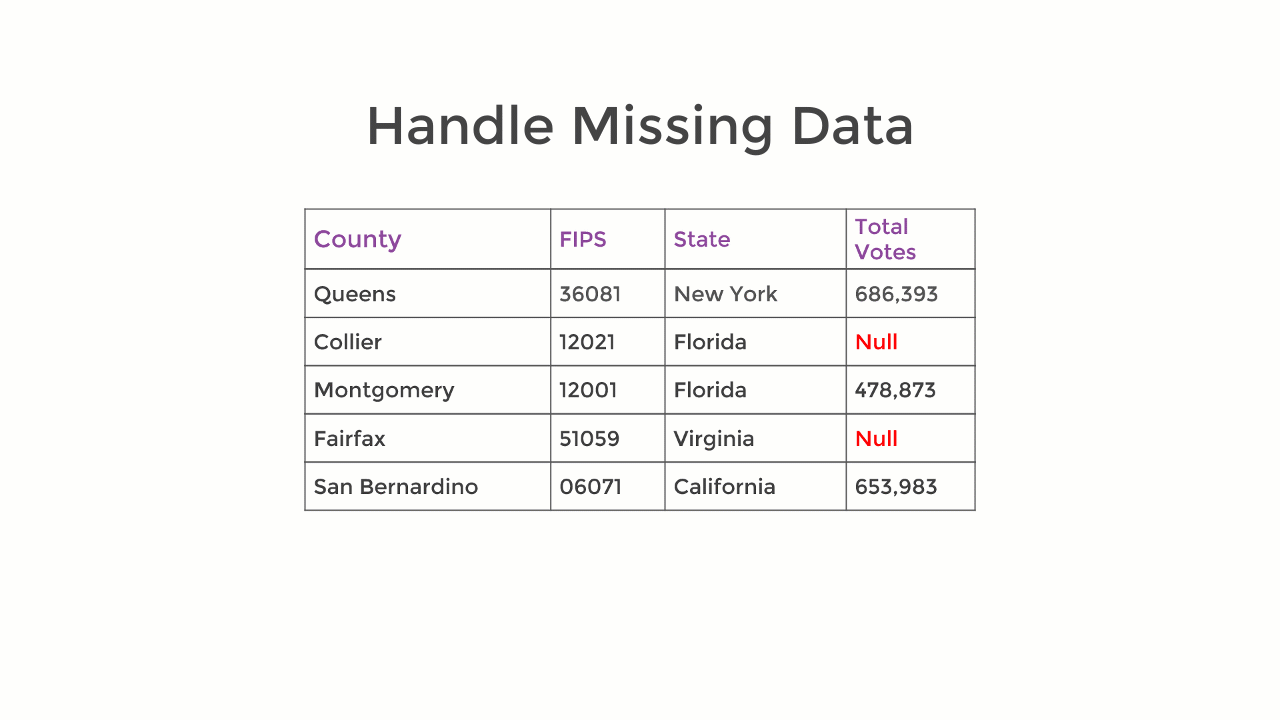 Handle Missing Data
County FIPS State Total Votes
Queens 36081 New York 686,393
Collier 12021 Florida Null
Montgomery 12001 Florida 478,873
Fairfax 51059 Virginia Null
San Bernardino 06071 California 653,983